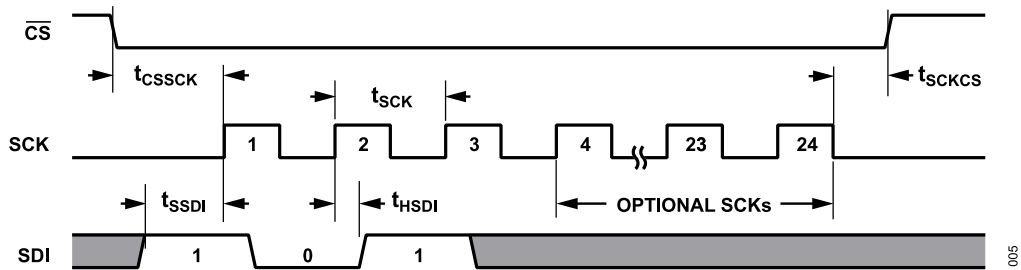 CS
tCSSCK
tSCKCS
tSCK
SCK 1 2 3 4 23 24
tSSDI
tHSDI
OPTIONAL SCKs
SDI 1 0 1
005